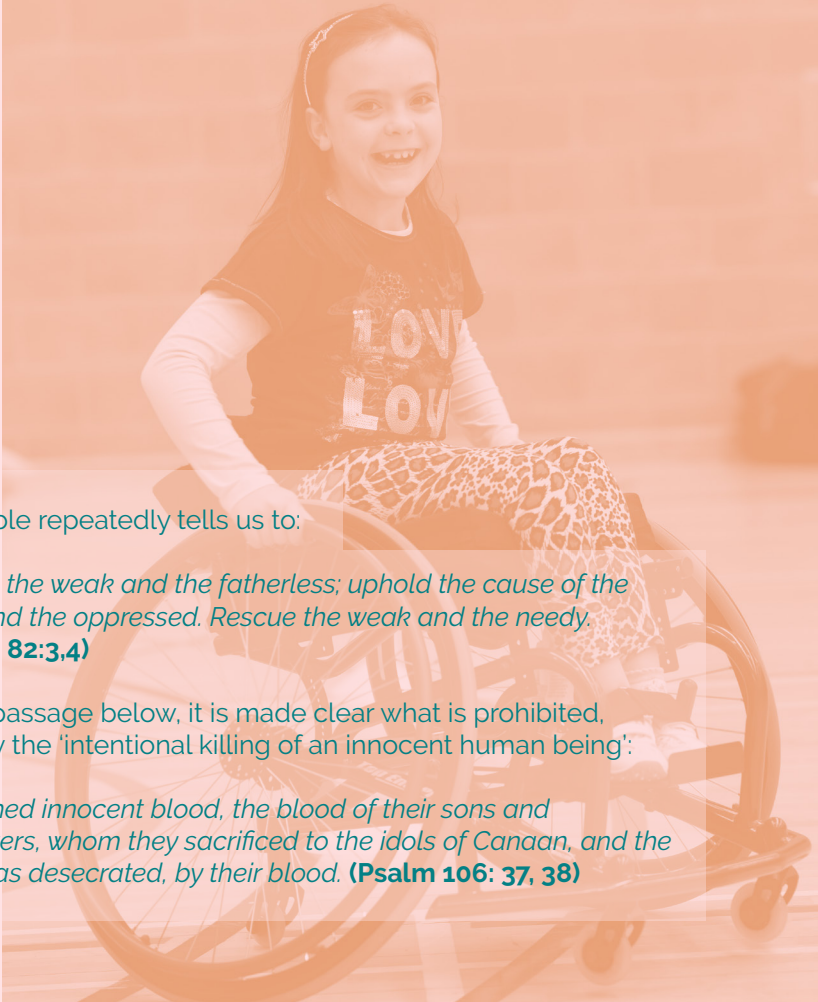 LOVE
LOV
ble repeatedly tells us to:
the weak and the fatherless; uphold the cause of the
nd the oppressed. Rescue the weak and the needy.
82:3,4)
passage below, it is made clear what is prohibited,
y the ‘intentional killing of an innocent human being’:
hed innocent blood, the blood of their sons and
ers, whom they sacrificed to the idols of Canaan, and the
as desecrated, by their blood. (Psalm 106: 37, 38)